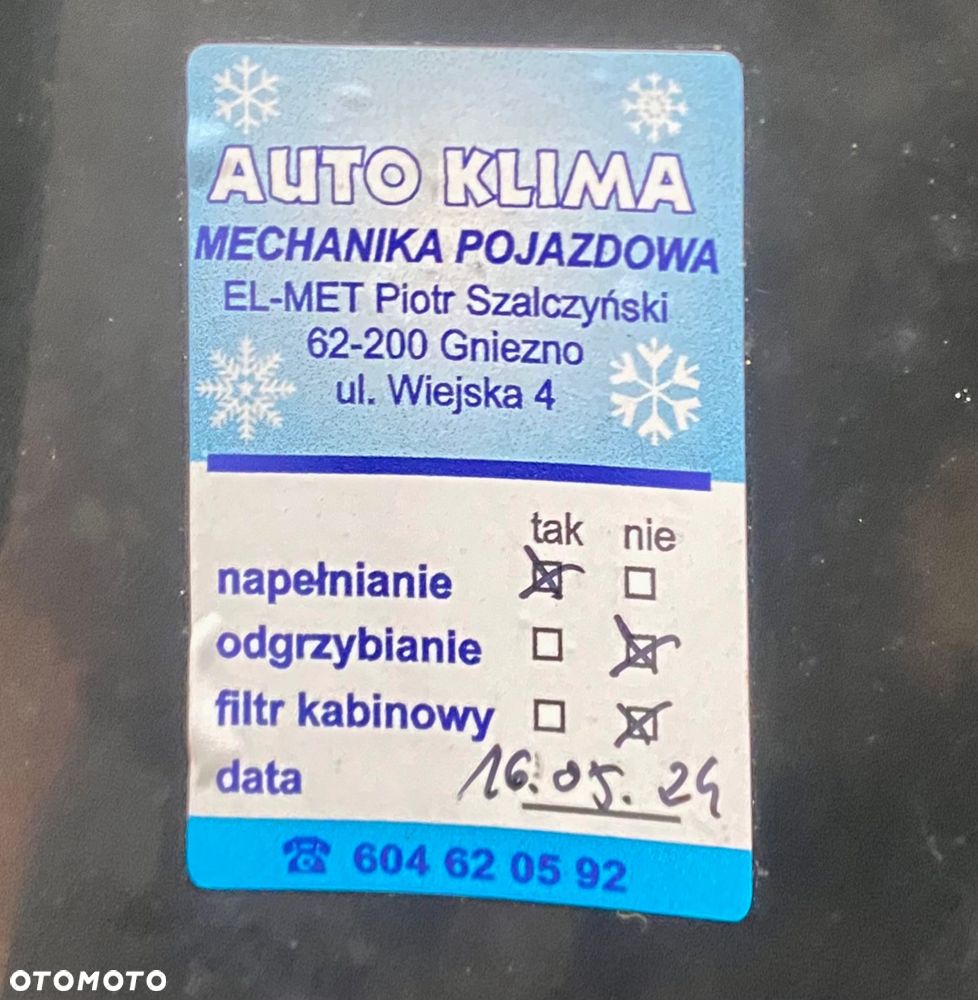 AUTO KLIMA
MECHANIKA POJAZDOWA
EL-MET Piotr Szalczyński
62-200 Gniezno
ul. Wiejska 4
tak nie
napełnianie
odgrzybianie
filtr kabinowy
data 16.05.24
☎ 604 62 05 92
OTOMOTO